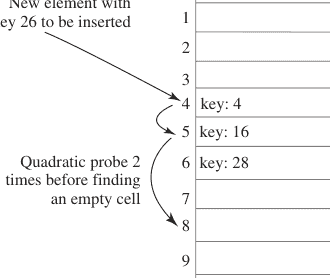 New element with
ey 26 to be inserted
1
2
3
4 key: 4
5 key: 16
6 key: 28
Quadratic probe 2
times before finding
an empty cell
7
8
9